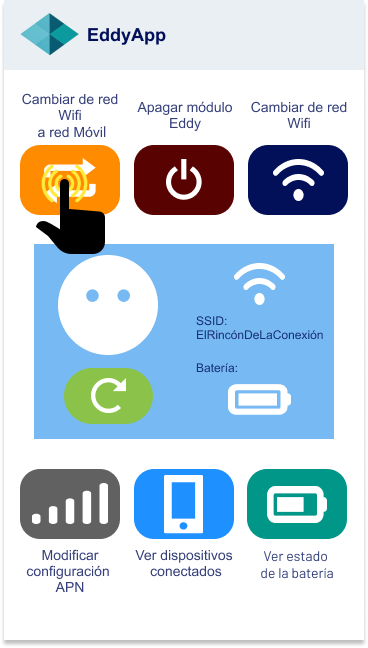 EddyApp
Cambiar de red
Wifi
a red Móvil
Apagar módulo
Eddy
Cambiar de red
Wifi
SSID:
ElRincónDeLaConexión
Batería:
Modificar
configuración
APN
Ver dispositivos
conectados
Ver estado
de la batería